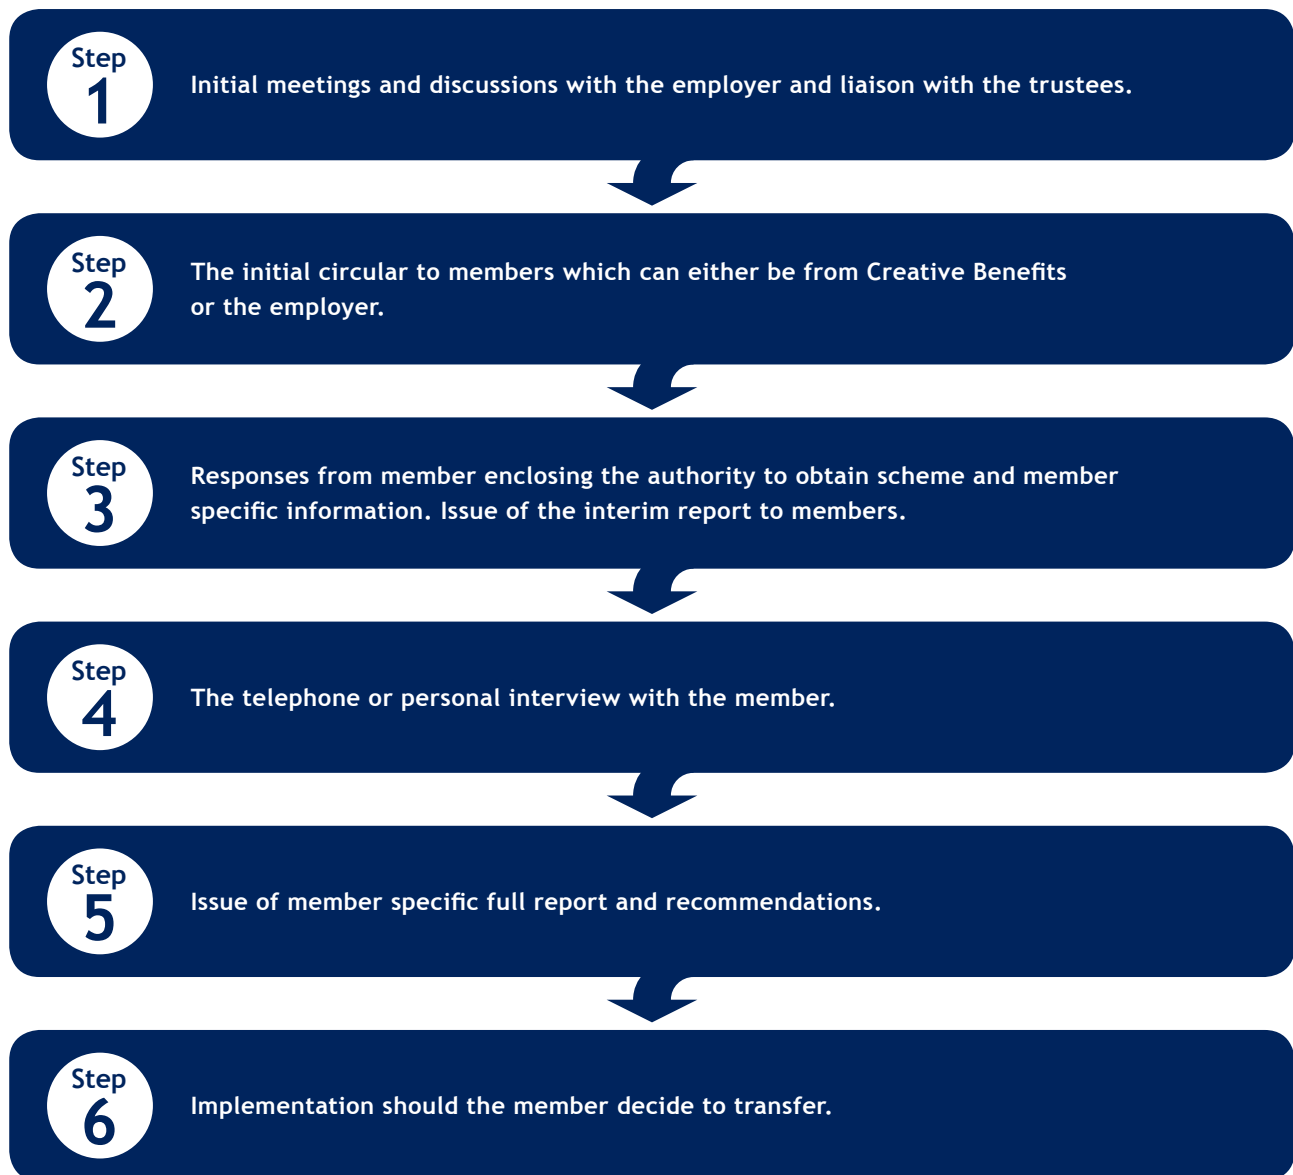 Step
1
Initial meetings and discussions with the employer and liaison with the trustees.
Step
2
The initial circular to members which can either be from Creative Benefits
or the employer.
Step
3
Responses from member enclosing the authority to obtain scheme and member
specific information. Issue of the interim report to members.
Step
4
The telephone or personal interview with the member.
Step
5
Issue of member specific full report and recommendations.
Step
6
Implementation should the member decide to transfer.